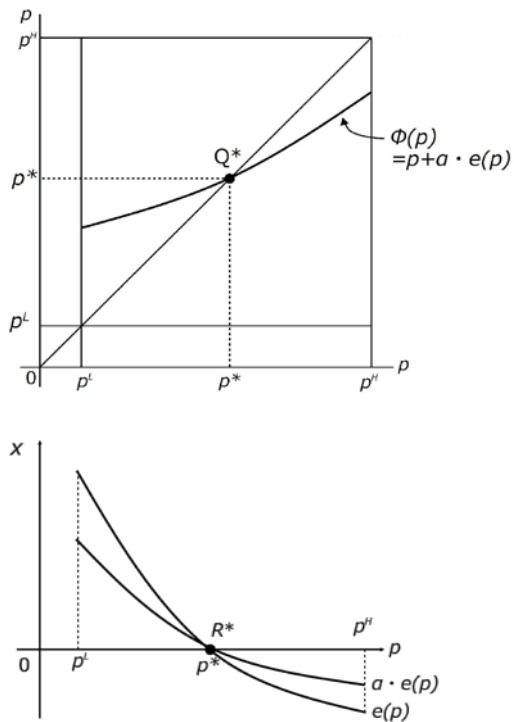 p
p^H
Φ(p)
=p+a・e(p)
Q*
p*
p^L
0 p^L p* p^H p
x
R* p^H
0 p^L p* p
a・e(p)
e(p)